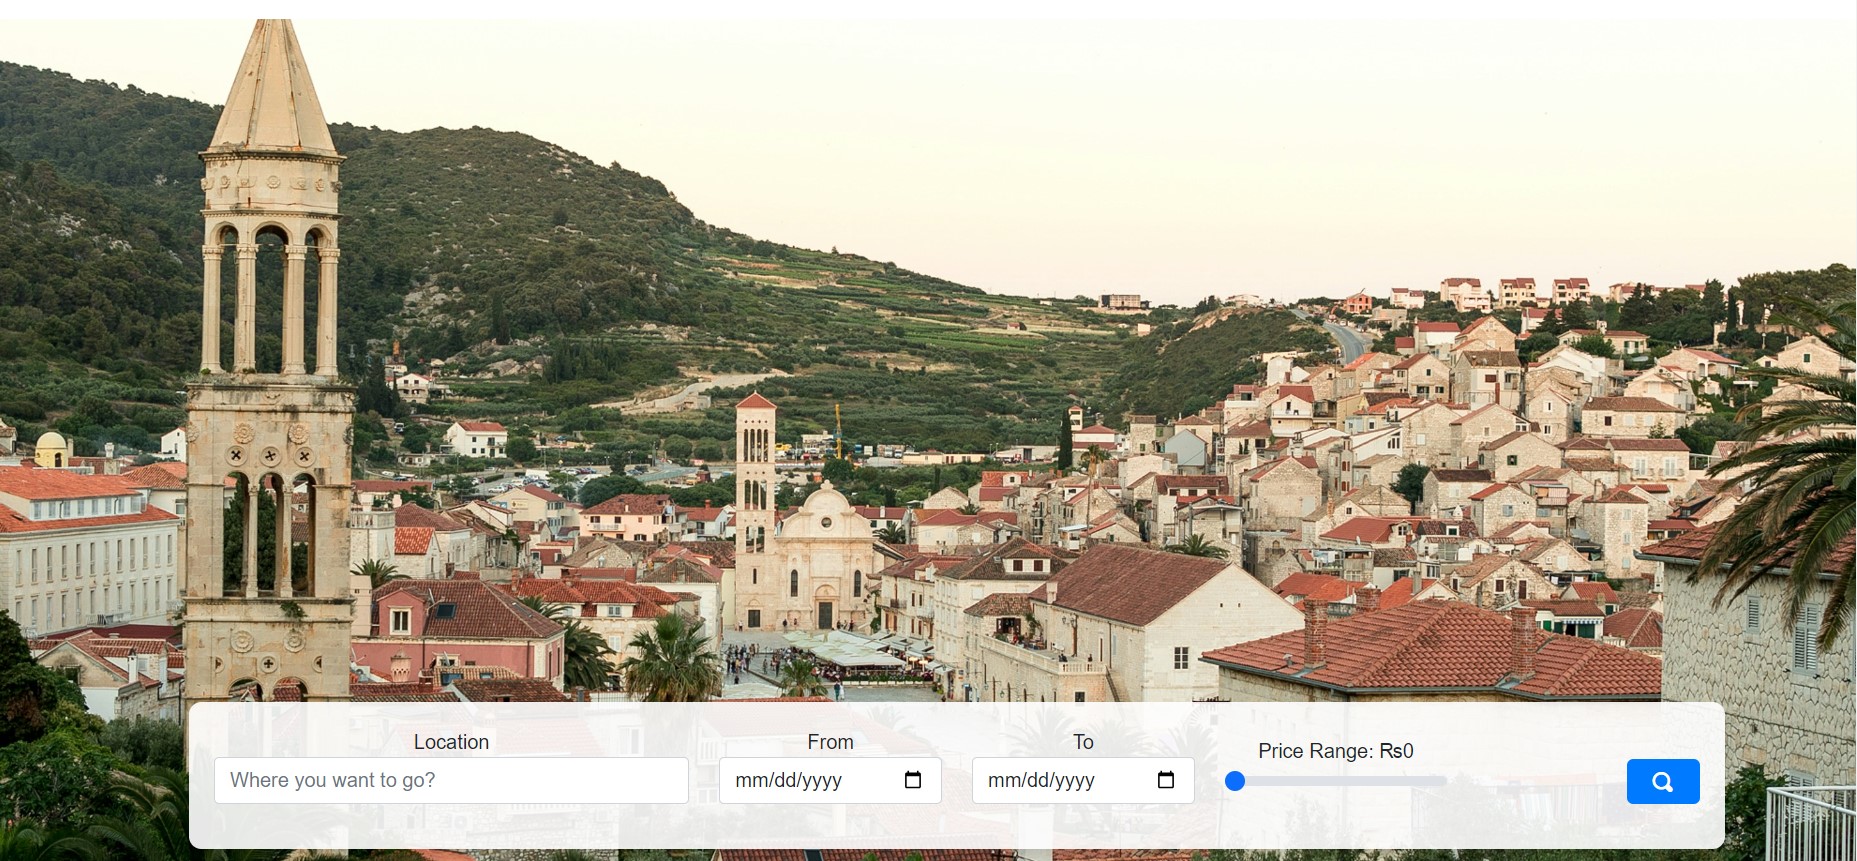 Location
From
To
Price Range: ₨0
Where you want to go?
mm/dd/yyyy
mm/dd/yyyy